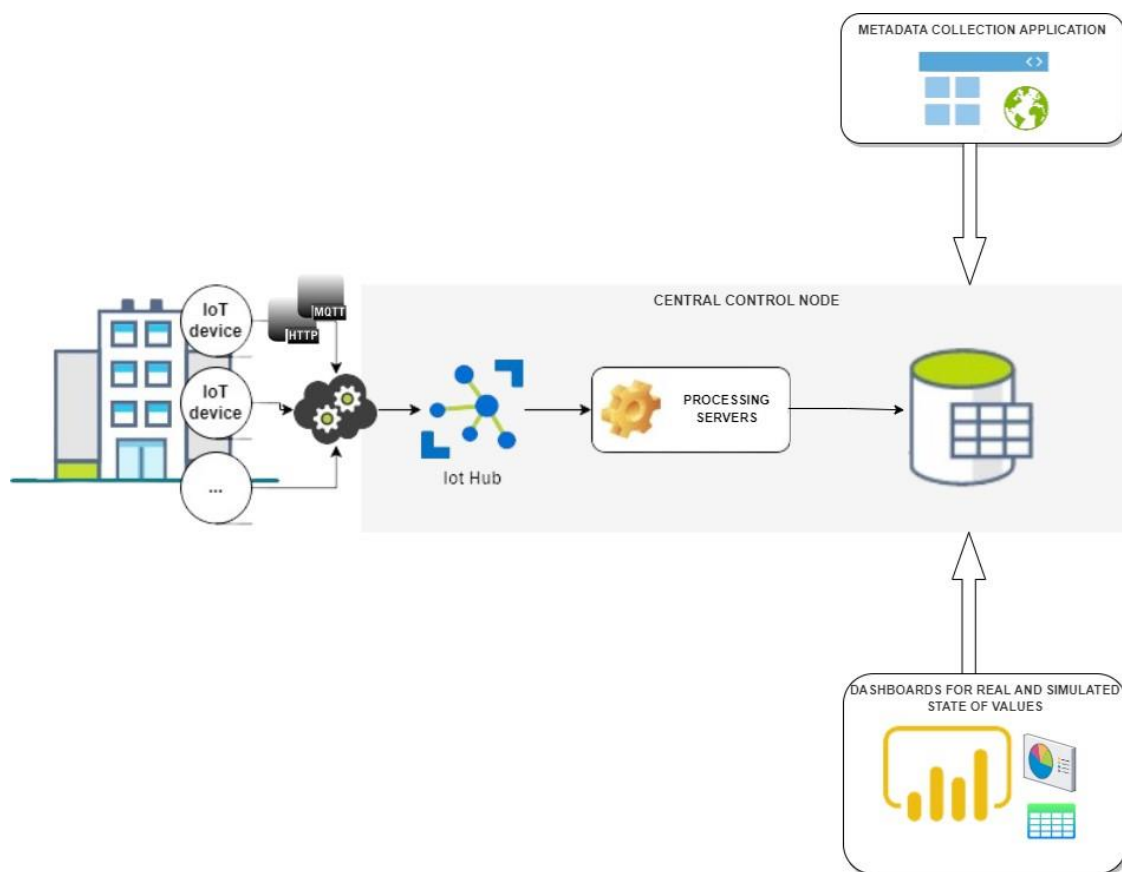 METADATA COLLECTION APPLICATION
CENTRAL CONTROL NODE
IoT
device
MQTT
HTTP
IoT
device
...
Iot Hub
PROCESSING
SERVERS
DASHBOARDS FOR REAL AND SIMULATED
STATE OF VALUES